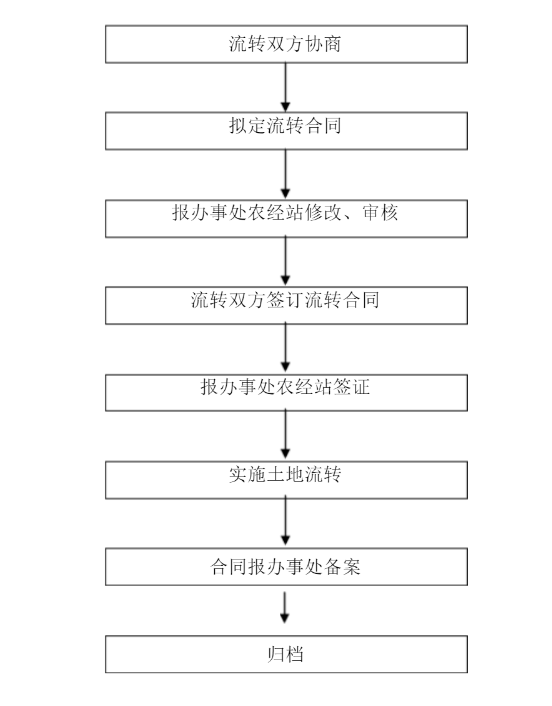 流转双方协商
拟定流转合同
报办事处农经站修改、审核
流转双方签订流转合同
报办事处农经站签证
实施土地流转
合同报办事处备案
归档